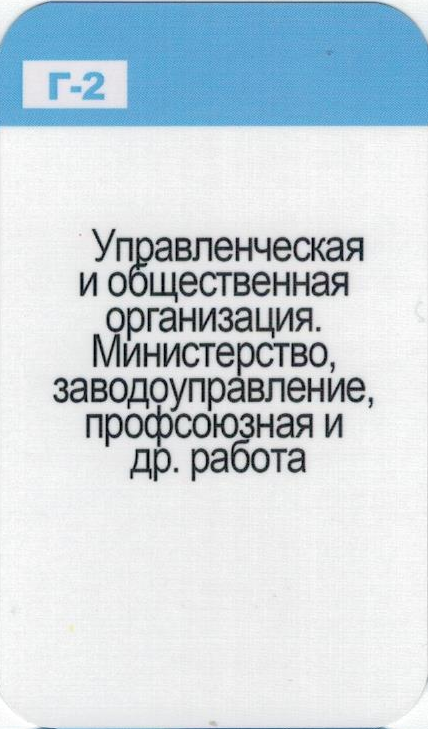 Г-2
Управленческая
и общественная
организация.
Министерство,
заводоуправление,
профсоюзная и
др. работа